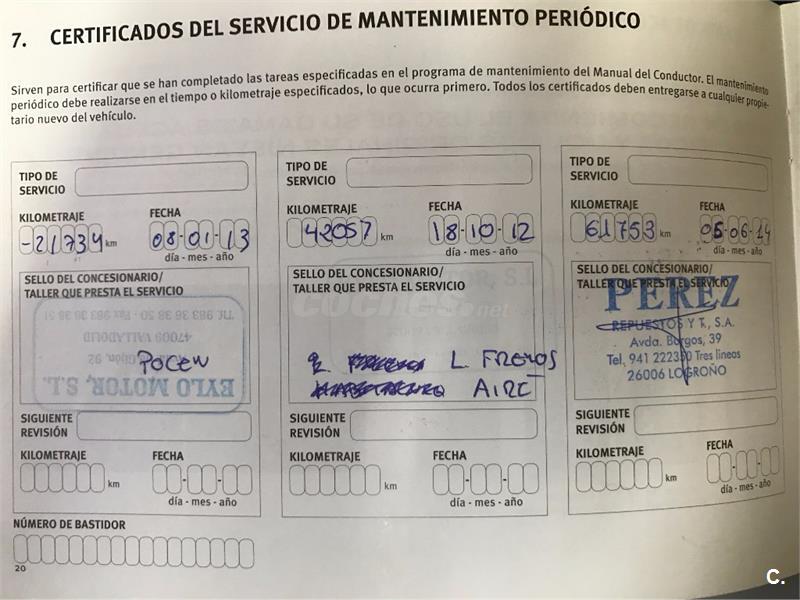 7. CERTIFICADOS DEL SERVICIO DE MANTENIMIENTO PERIÓDICO
Sirven para certificar que se han completado las tareas especificadas en el programa de mantenimiento del Manual del Conductor. El mantenimiento
periódico debe realizarse en el tiempo o kilometraje especificados, lo que ocurra primero. Todos los certificados deben entregarse a cualquier propie-
tario nuevo del vehículo.
TIPO DE
SERVICIO
KILOMETRAJE FECHA
-21734 km 08-01-13
día - mes - año
SELLO DEL CONCESIONARIO/
TALLER QUE PRESTA EL SERVICIO
EYLO MOTOR, S.L.
92
47009 VALLADOLID
POCEN
SIGUIENTE
REVISIÓN
KILOMETRAJE FECHA
km
día - mes - año
TIPO DE
SERVICIO
KILOMETRAJE FECHA
42057 km 18-10-12
día - mes - año
SELLO DEL CONCESIONARIO/
TALLER QUE PRESTA EL SERVICIO
coches.net
L. FRENOS
AIRE
SIGUIENTE
REVISIÓN
KILOMETRAJE FECHA
km
día - mes - año
TIPO DE
SERVICIO
KILOMETRAJE FECHA
61753 km 05-06-14
día - mes - año
SELLO DEL CONCESIONARIO/
TALLER QUE PRESTA EL SERVICIO
PEREZ
REPUESTOS Y T., S.A.
Avda. Burgos, 39
Tel. 941 222330 Tres lineas
26006 LOGROÑO
SIGUIENTE
REVISIÓN
KILOMETRAJE FECHA
km
día - mes - año
NÚMERO DE BASTIDOR
20
C.